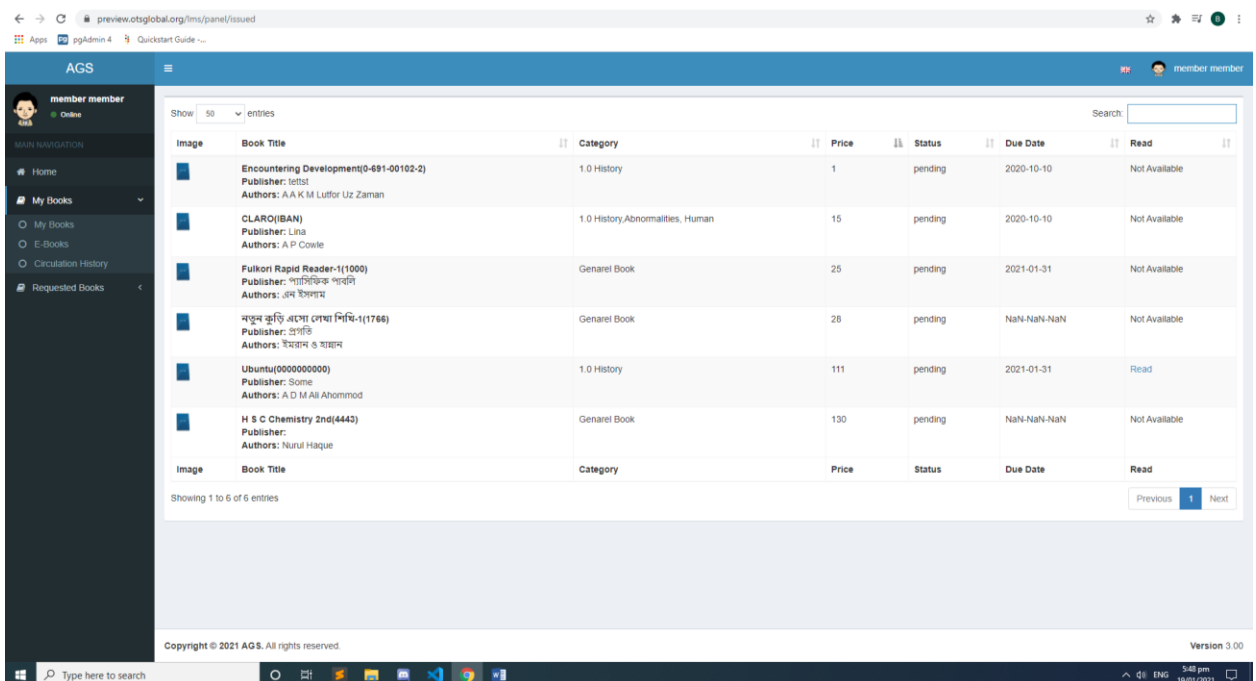 preview.otsglobal.org/lms/panel/issued
Apps pgAdmin 4 Quickstart Guide -...
AGS member member
member member
Online
Show 50 entries Search:
MAIN NAVIGATION
Home
My Books
My Books
E-Books
Circulation History
Requested Books
Image Book Title Category Price Status Due Date Read
Encountering Development(0-691-00102-2) 1.0 History 1 pending 2020-10-10 Not Available
Publisher: tettst
Authors: A A K M Lutfor Uz Zaman
CLARO(IBAN) 1.0 History,Abnormalities, Human 15 pending 2020-10-10 Not Available
Publisher: Lina
Authors: A P Cowie
Fulkori Rapid Reader-1(1000) Genarel Book 25 pending 2021-01-31 Not Available
Publisher: প্যাসিফিক পাবলি
Authors: এন ইসলাম
নতুন কুড়ি এসো লেখা শিখি-1(1766) Genarel Book 28 pending NaN-NaN-NaN Not Available
Publisher: প্রগতি
Authors: ইমরান ও হান্নান
Ubuntu(0000000000) 1.0 History 111 pending 2021-01-31 Read
Publisher: Some
Authors: A D M Ali Ahommod
H S C Chemistry 2nd(4443) Genarel Book 130 pending NaN-NaN-NaN Not Available
Publisher:
Authors: Nurul Haque
Image Book Title Category Price Status Due Date Read
Showing 1 to 6 of 6 entries Previous 1 Next
Copyright © 2021 AGS. All rights reserved. Version 3.00
Type here to search ENG 5:48 pm
19/01/2021